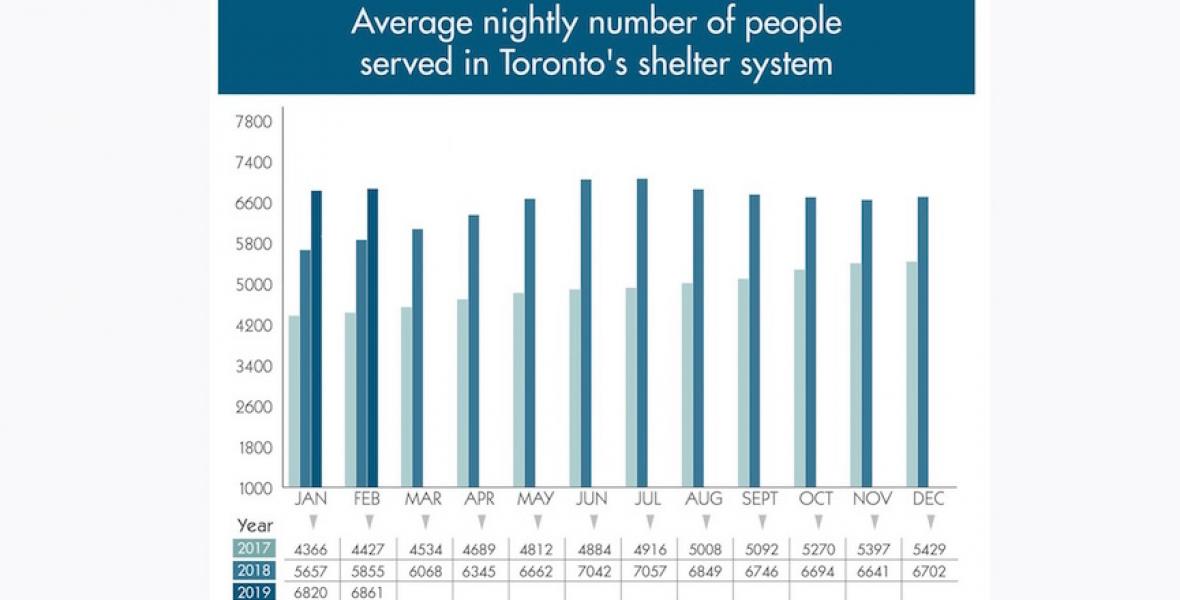 Average nightly number of people
served in Toronto's shelter system
7800
7400
6600
5800
5000
4200
3400
2600
1800
1000
JAN FEB MAR APR MAY JUN JUL AUG SEPT OCT NOV DEC
Year
2017 4366 4427 4534 4689 4812 4884 4916 5008 5092 5270 5397 5429
2018 5657 5855 6068 6345 6662 7042 7057 6849 6746 6694 6641 6702
2019 6820 6861